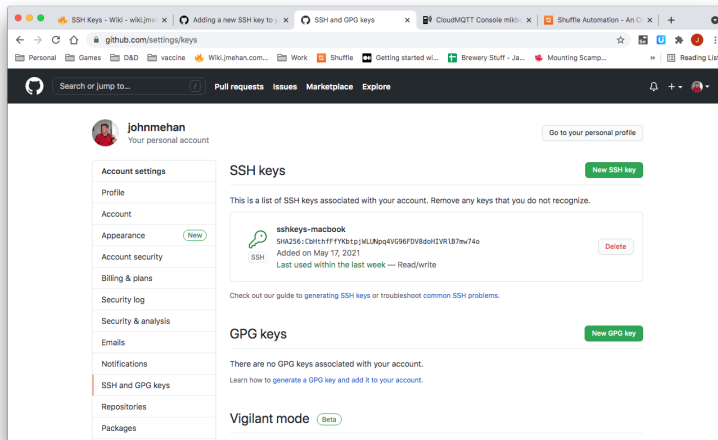 SSH Keys - Wiki - wiki.jme
Adding a new SSH key to y
SSH and GPG keys
CloudMQTT Console mikb
Shuffle Automation - An O
github.com/settings/keys
Personal
Games
D&D
vaccine
Wiki.jmehan.com...
Work
Shuffle
Getting started wi...
Brewery Stuff - Ja...
Mounting Scamp...
»
Reading List
Search or jump to...
/
Pull requests
Issues
Marketplace
Explore
johnmehan
Your personal account
Go to your personal profile
Account settings
Profile
Account
Appearance
New
Account security
Billing & plans
Security log
Security & analysis
Emails
Notifications
SSH and GPG keys
Repositories
Packages
SSH keys
New SSH key
This is a list of SSH keys associated with your account. Remove any keys that you do not recognize.
sshkeys-macbook
SHA256:CbHthfFfYKbtpjWLUNpq4VG96FDV8doHIVRlB7mw74o
Added on May 17, 2021
Last used within the last week — Read/write
SSH
Delete
Check out our guide to generating SSH keys or troubleshoot common SSH problems.
GPG keys
New GPG key
There are no GPG keys associated with your account.
Learn how to generate a GPG key and add it to your account.
Vigilant mode
Beta